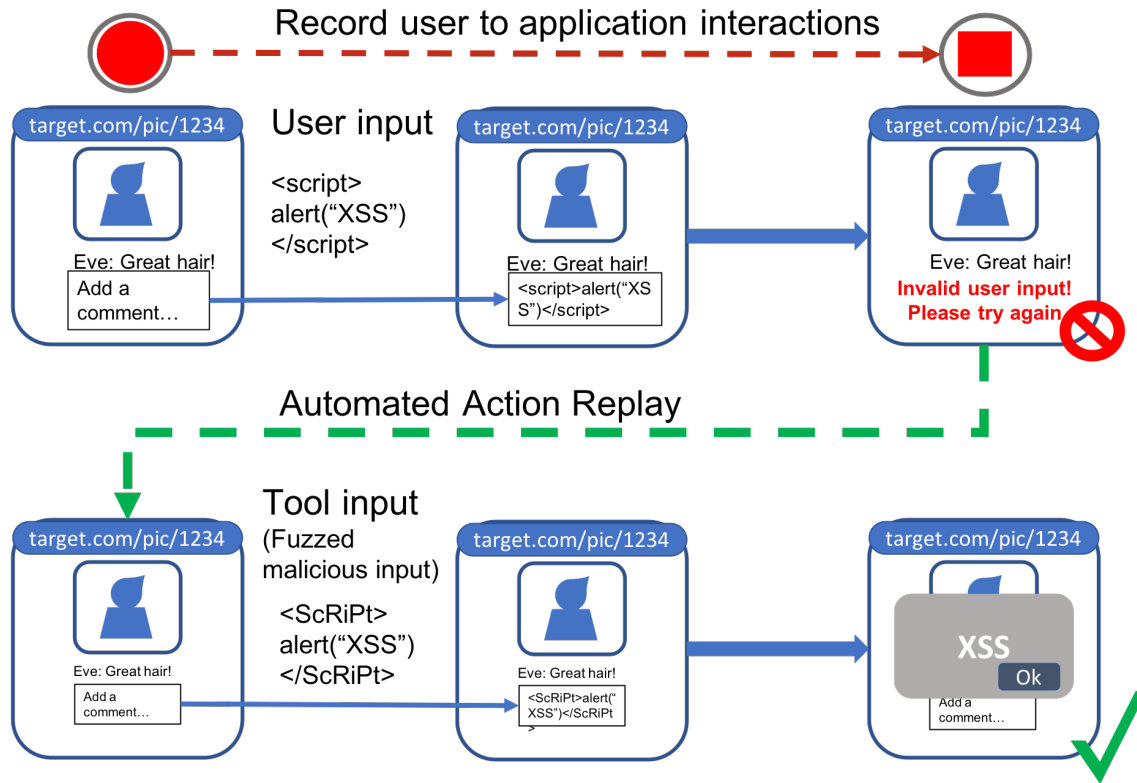 Record user to application interactions
target.com/pic/1234
User input
target.com/pic/1234
target.com/pic/1234
<script>
alert(“XSS”)
</script>
Eve: Great hair!
Add a
comment…
Eve: Great hair!
<script>alert(“XS
S”)</script>
Eve: Great hair!
Invalid user input!
Please try again
Automated Action Replay
target.com/pic/1234
Tool input
(Fuzzed
malicious input)
target.com/pic/1234
target.com/pic/1234
<ScRiPt>
alert(“XSS”)
</ScRiPt>
Eve: Great hair!
Add a
comment…
Eve: Great hair!
<ScRiPt>alert(“
XSS”)</ScRiPt
>
XSS
Ok
Add a
comment…